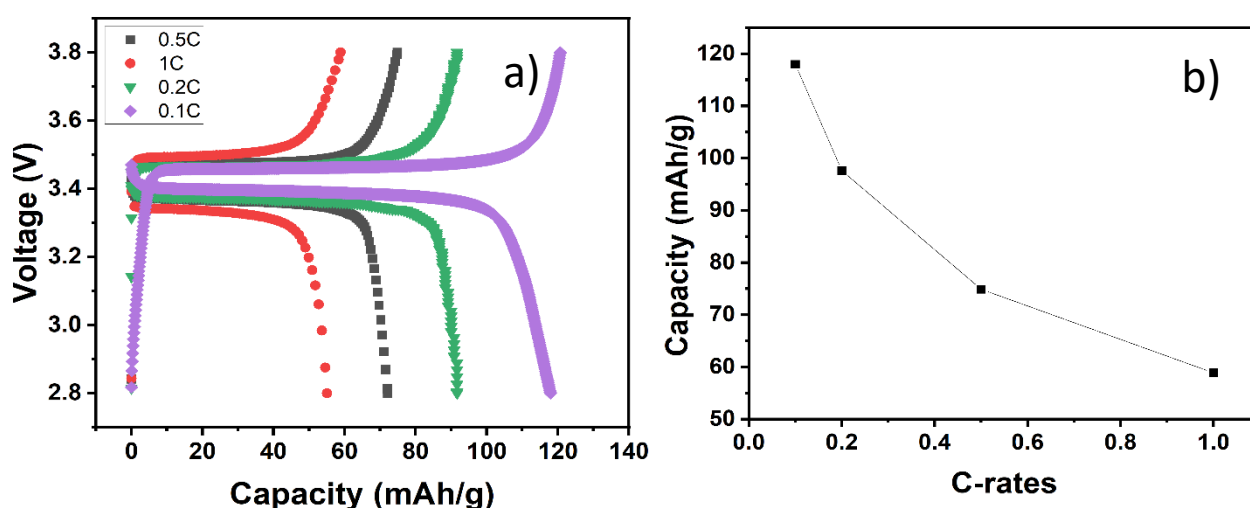 a)
0.5C
1C
0.2C
0.1C
Voltage (V)
3.8
3.6
3.4
3.2
3.0
2.8
0 20 40 60 80 100 120 140
Capacity (mAh/g)
b)
Capacity (mAh/g)
120
110
100
90
80
70
60
50
0.0 0.2 0.4 0.6 0.8 1.0
C-rates